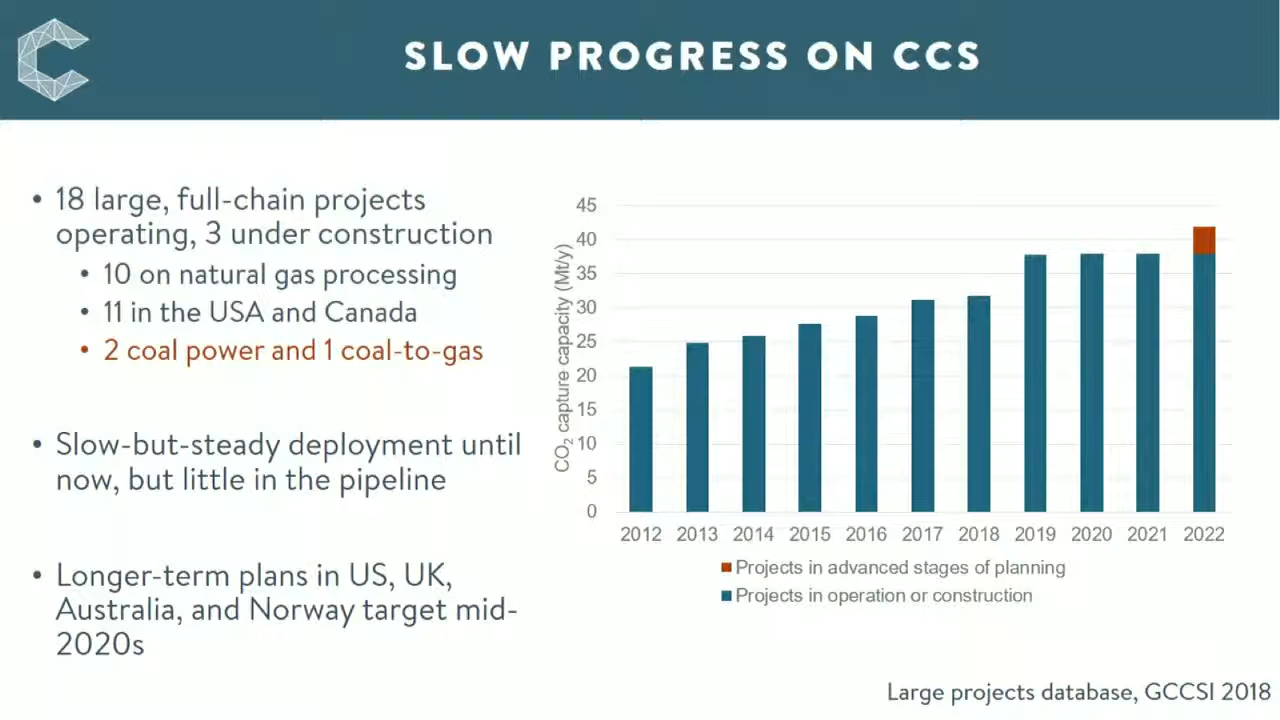 SLOW PROGRESS ON CCS
• 18 large, full-chain projects
operating, 3 under construction
• 10 on natural gas processing
• 11 in the USA and Canada
• 2 coal power and 1 coal-to-gas
• Slow-but-steady deployment until
now, but little in the pipeline
• Longer-term plans in US, UK,
Australia, and Norway target mid-
2020s
CO₂ capture capacity (Mt/y)
45
40
35
30
25
20
15
10
5
0
2012 2013 2014 2015 2016 2017 2018 2019 2020 2021 2022
Projects in advanced stages of planning
Projects in operation or construction
Large projects database, GCCSI 2018